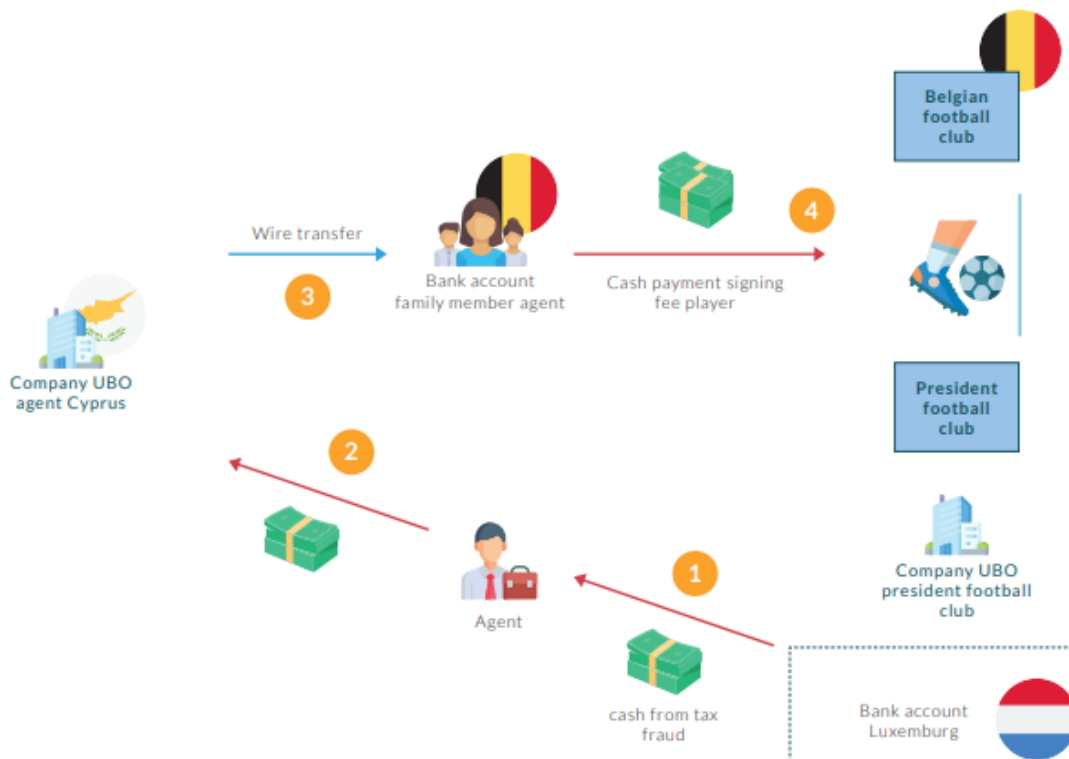 Belgian
football
club
4
Wire transfer
3
Bank account
family member agent
Cash payment signing
fee player
Company UBO
agent Cyprus
President
football
club
2
1
Agent
Company UBO
president football
club
cash from tax
fraud
Bank account
Luxemburg